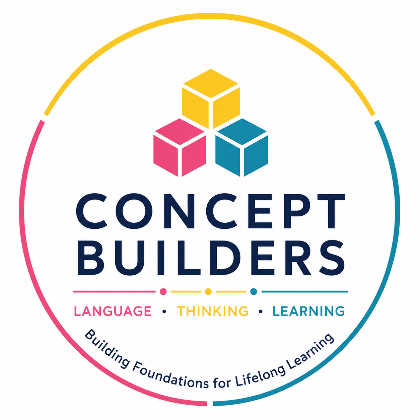 CONCEPT
BUILDERS
LANGUAGE • THINKING • LEARNING
Building Foundations for Lifelong Learning